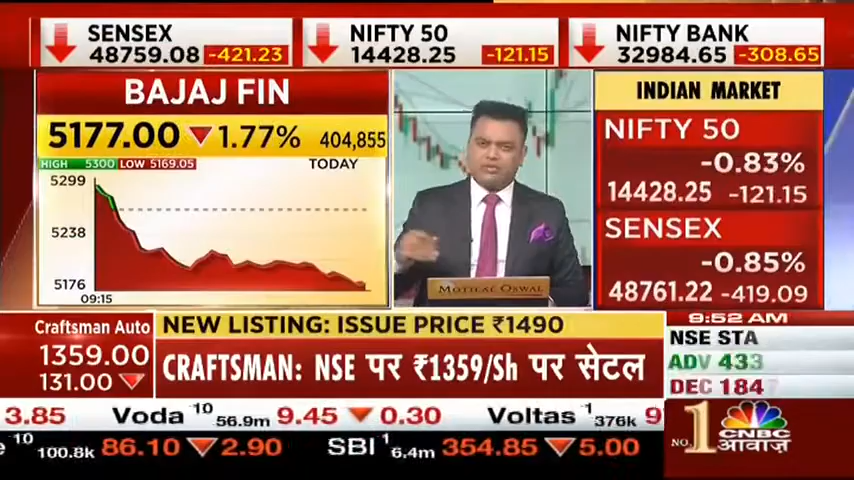 SENSEX
48759.08 -421.23
NIFTY 50
14428.25 -121.15
NIFTY BANK
32984.65 -308.65
BAJAJ FIN
5177.00 1.77% 404,855
HIGH 5300 LOW 5169.05 TODAY
5299
5238
5176
09:15
MOTILAL OSWAL
INDIAN MARKET
NIFTY 50
-0.83%
14428.25 -121.15
SENSEX
-0.85%
48761.22 -419.09
9:52 AM
Craftsman Auto
1359.00
131.00
NEW LISTING: ISSUE PRICE ₹1490
CRAFTSMAN: NSE पर ₹1359/Sh पर सेटल
NSE STA
ADV 433
DEC 1847
3.85 Voda 10 56.9m 9.45 0.30 Voltas 1 376k 9
e 10 100.8k 86.10 2.90 SBI 1 6.4m 354.85 5.00
NO. 1 CNBC
आवाज़